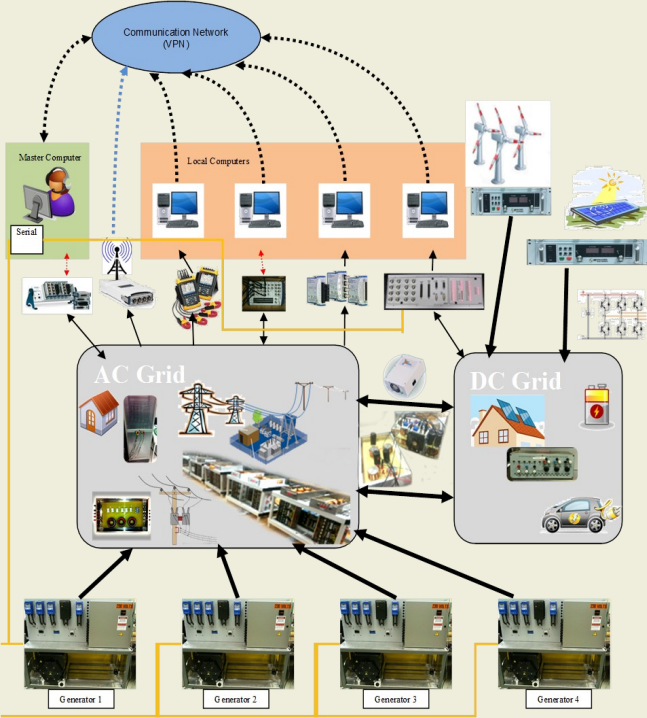 Communication Network
(VPN)
Master Computer
Local Computers
Serial
AC Grid
DC Grid
Generator 1
Generator 2
Generator 3
Generator 4